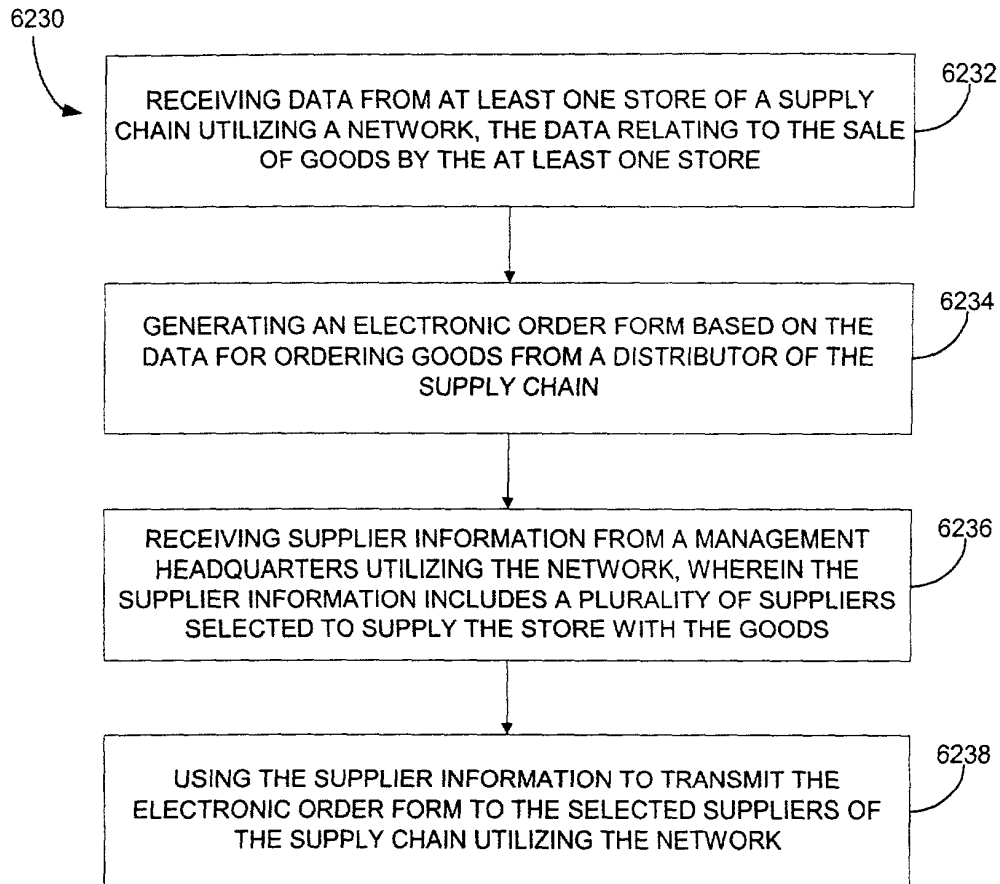 6230
6232
RECEIVING DATA FROM AT LEAST ONE STORE OF A SUPPLY
CHAIN UTILIZING A NETWORK, THE DATA RELATING TO THE SALE
OF GOODS BY THE AT LEAST ONE STORE
6234
GENERATING AN ELECTRONIC ORDER FORM BASED ON THE
DATA FOR ORDERING GOODS FROM A DISTRIBUTOR OF THE
SUPPLY CHAIN
6236
RECEIVING SUPPLIER INFORMATION FROM A MANAGEMENT
HEADQUARTERS UTILIZING THE NETWORK, WHEREIN THE
SUPPLIER INFORMATION INCLUDES A PLURALITY OF SUPPLIERS
SELECTED TO SUPPLY THE STORE WITH THE GOODS
6238
USING THE SUPPLIER INFORMATION TO TRANSMIT THE
ELECTRONIC ORDER FORM TO THE SELECTED SUPPLIERS OF
THE SUPPLY CHAIN UTILIZING THE NETWORK